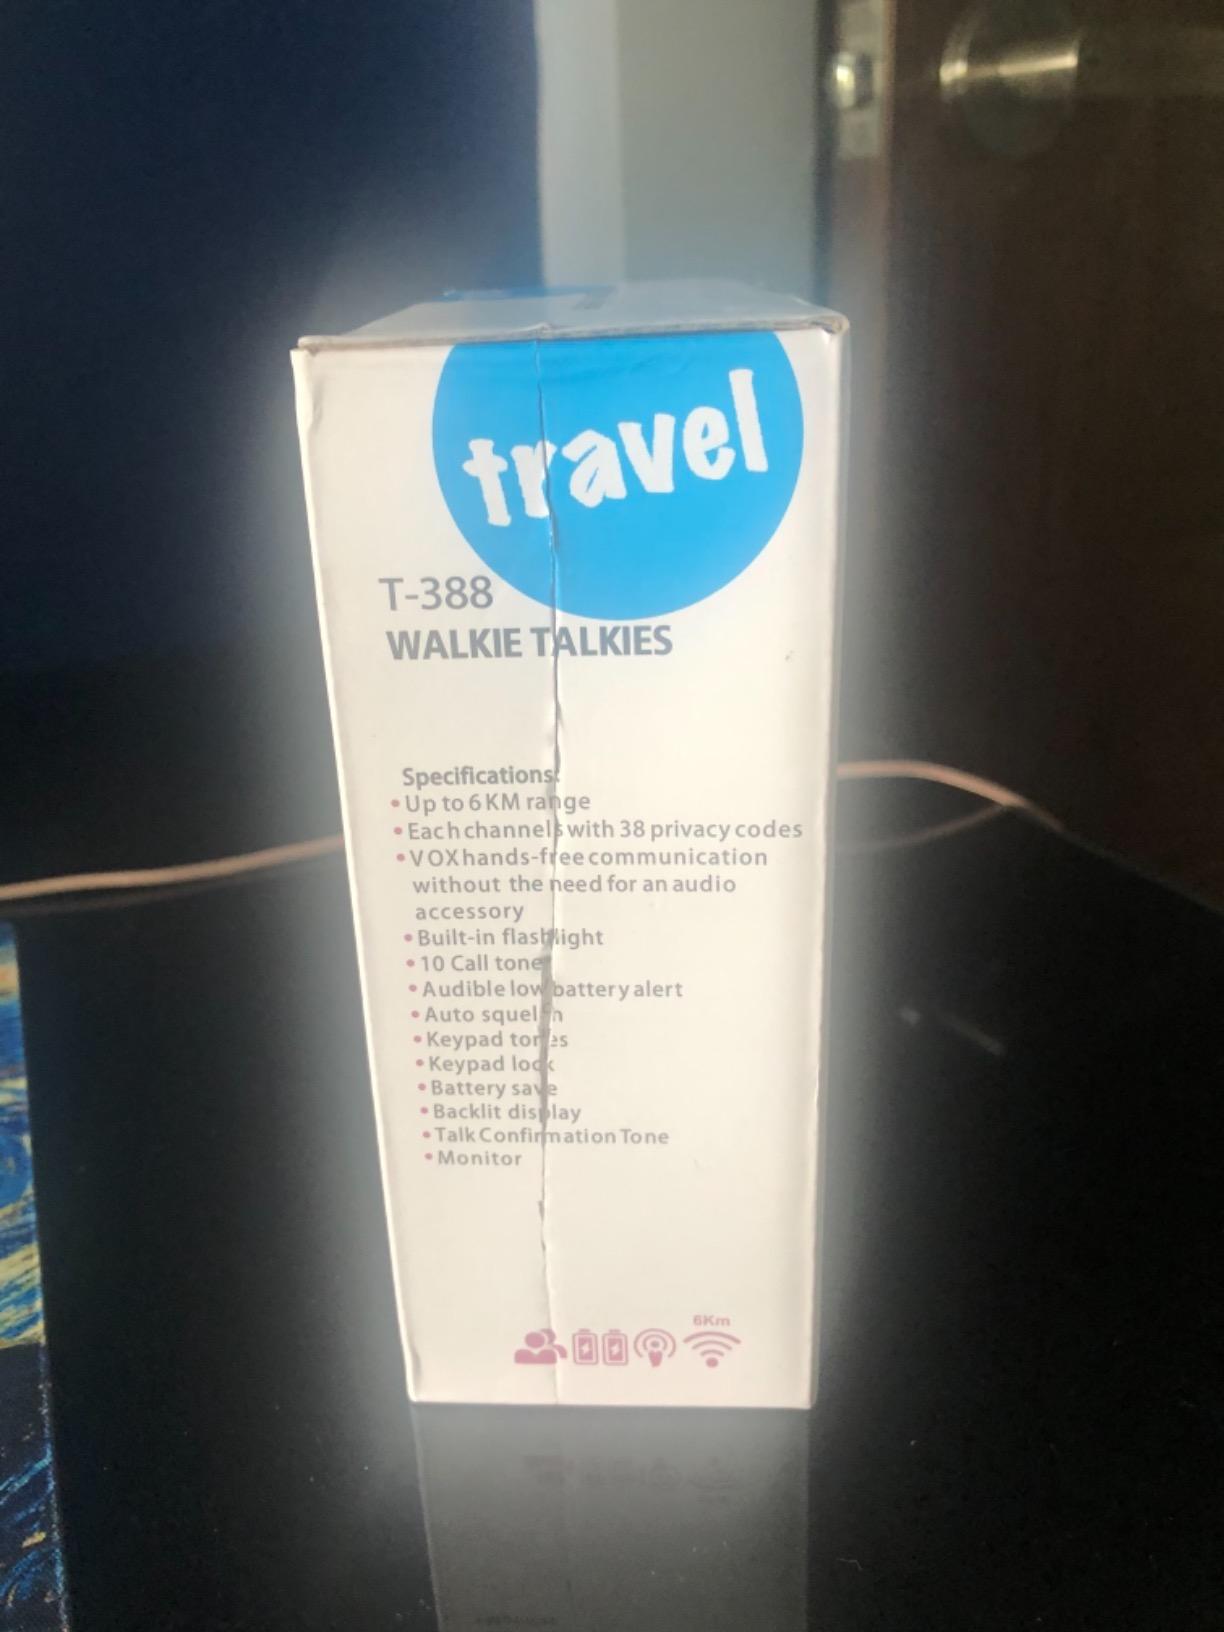 travel
T-388
WALKIE TALKIES
Specifications:
• Up to 6 KM range
• Each channels with 38 privacy codes
• VOX hands-free communication
without the need for an audio
accessory
• Built-in flashlight
• 10 Call tone
• Audible low battery alert
• Auto squelch
• Keypad tones
• Keypad lock
• Battery save
• Backlit display
• Talk Confirmation Tone
• Monitor
6Km